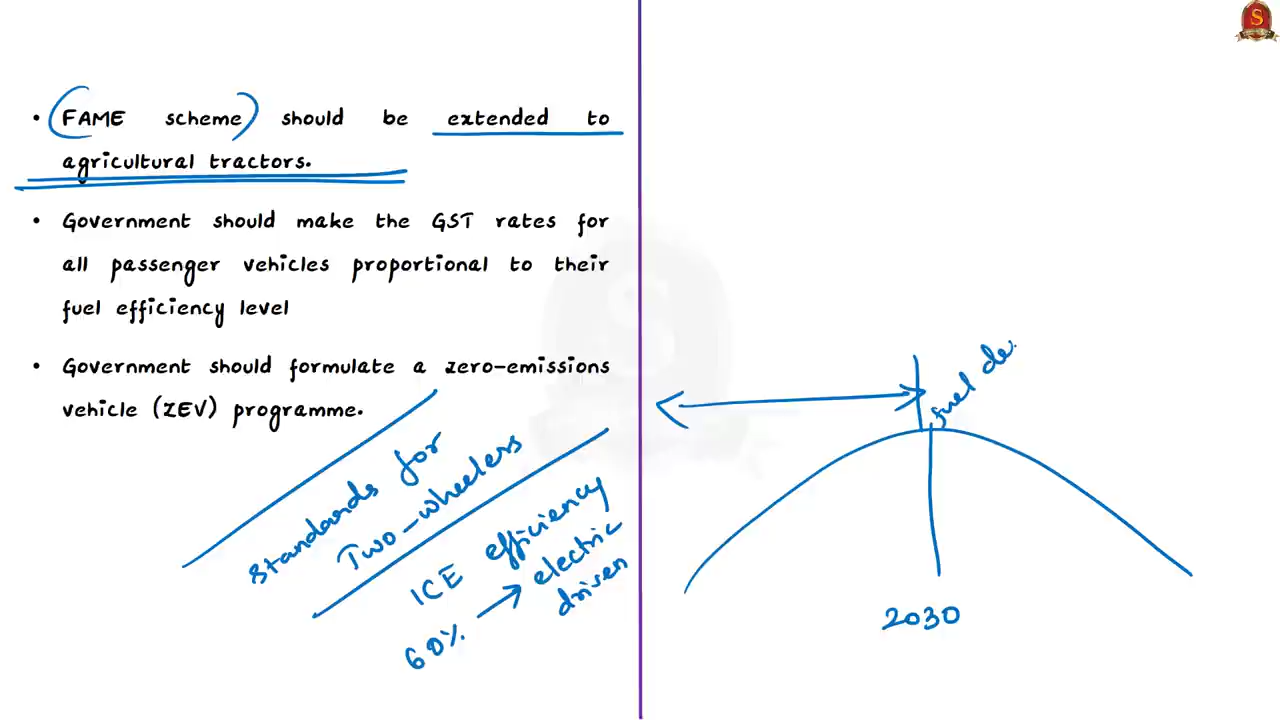 • FAME scheme should be extended to
agricultural tractors.
• Government should make the GST rates for
all passenger vehicles proportional to their
fuel efficiency level
• Government should formulate a zero-emissions
vehicle (ZEV) programme.
standards for
Two-wheelers
ICE efficiency
60% → electric
driven
fuel de
2030
S